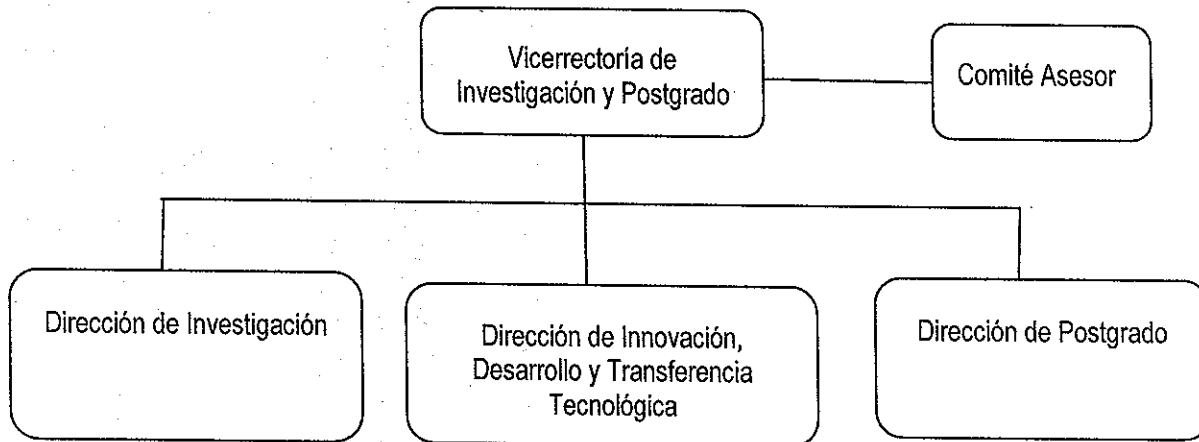 Vicerrectoría de
Investigación y Postgrado
Comité Asesor
Dirección de Investigación
Dirección de Innovación,
Desarrollo y Transferencia
Tecnológica
Dirección de Postgrado